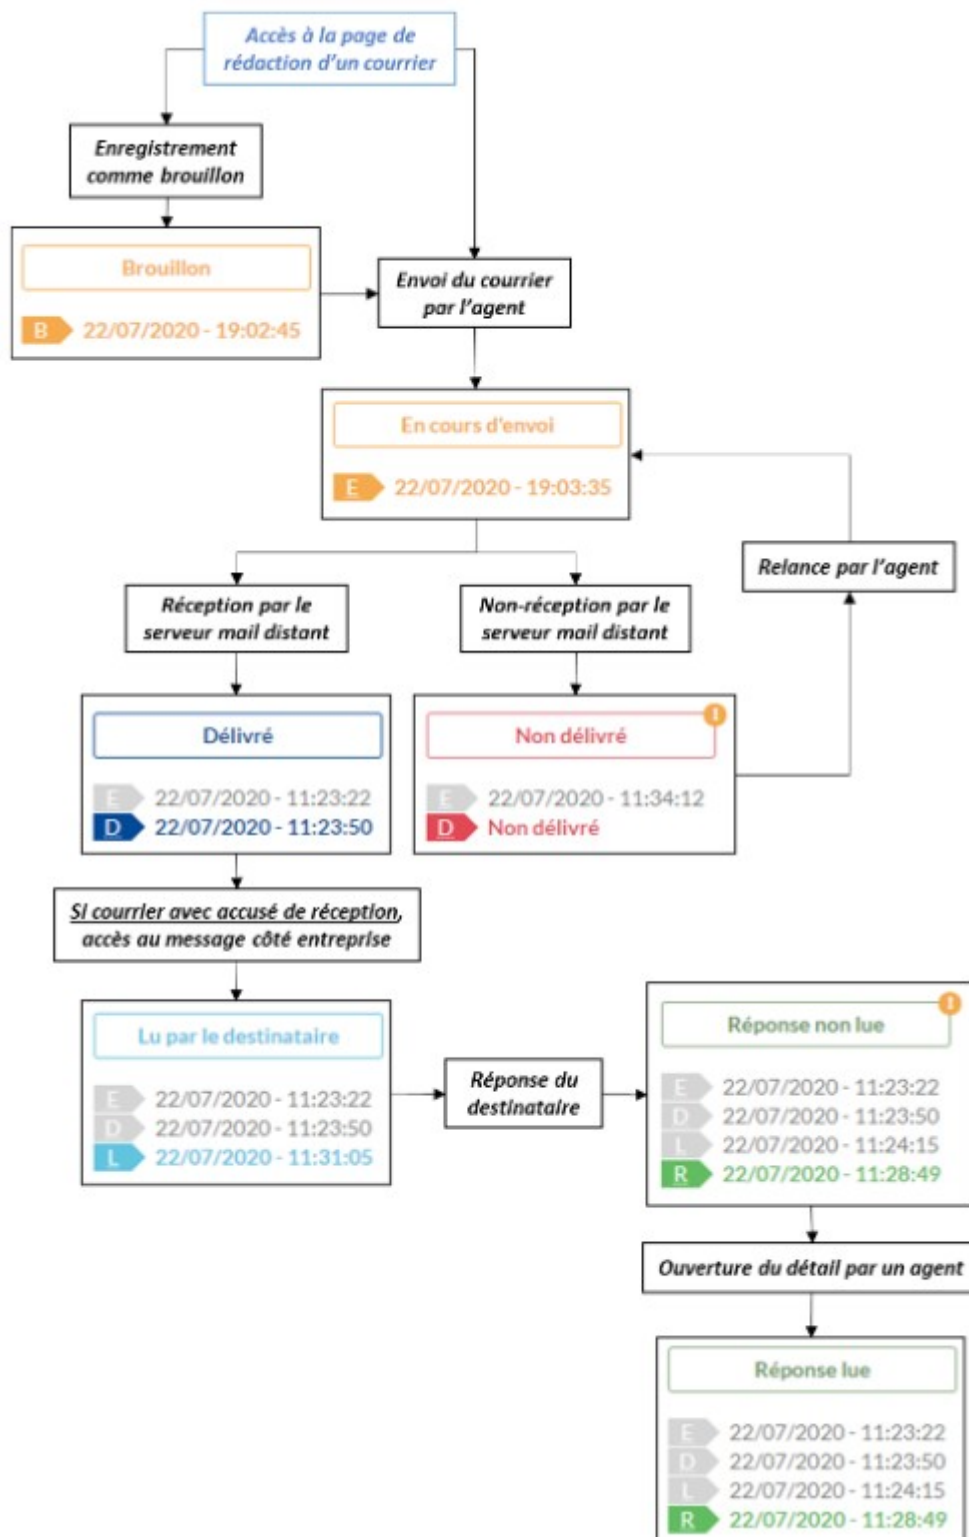 Accès à la page de
rédaction d'un courrier
Enregistrement
comme brouillon
Brouillon
B 22/07/2020 - 19:02:45
Envoi du courrier
par l'agent
En cours d'envoi
E 22/07/2020 - 19:03:35
Relance par l'agent
Réception par le
serveur mail distant
Non-réception par le
serveur mail distant
Délivré
E 22/07/2020 - 11:23:22
D 22/07/2020 - 11:23:50
Non délivré
E 22/07/2020 - 11:34:12
D Non délivré
Si courrier avec accusé de réception,
accès au message côté entreprise
Lu par le destinataire
E 22/07/2020 - 11:23:22
D 22/07/2020 - 11:23:50
L 22/07/2020 - 11:31:05
Réponse du
destinataire
Réponse non lue
E 22/07/2020 - 11:23:22
D 22/07/2020 - 11:23:50
L 22/07/2020 - 11:24:15
R 22/07/2020 - 11:28:49
Ouverture du détail par un agent
Réponse lue
E 22/07/2020 - 11:23:22
D 22/07/2020 - 11:23:50
L 22/07/2020 - 11:24:15
R 22/07/2020 - 11:28:49